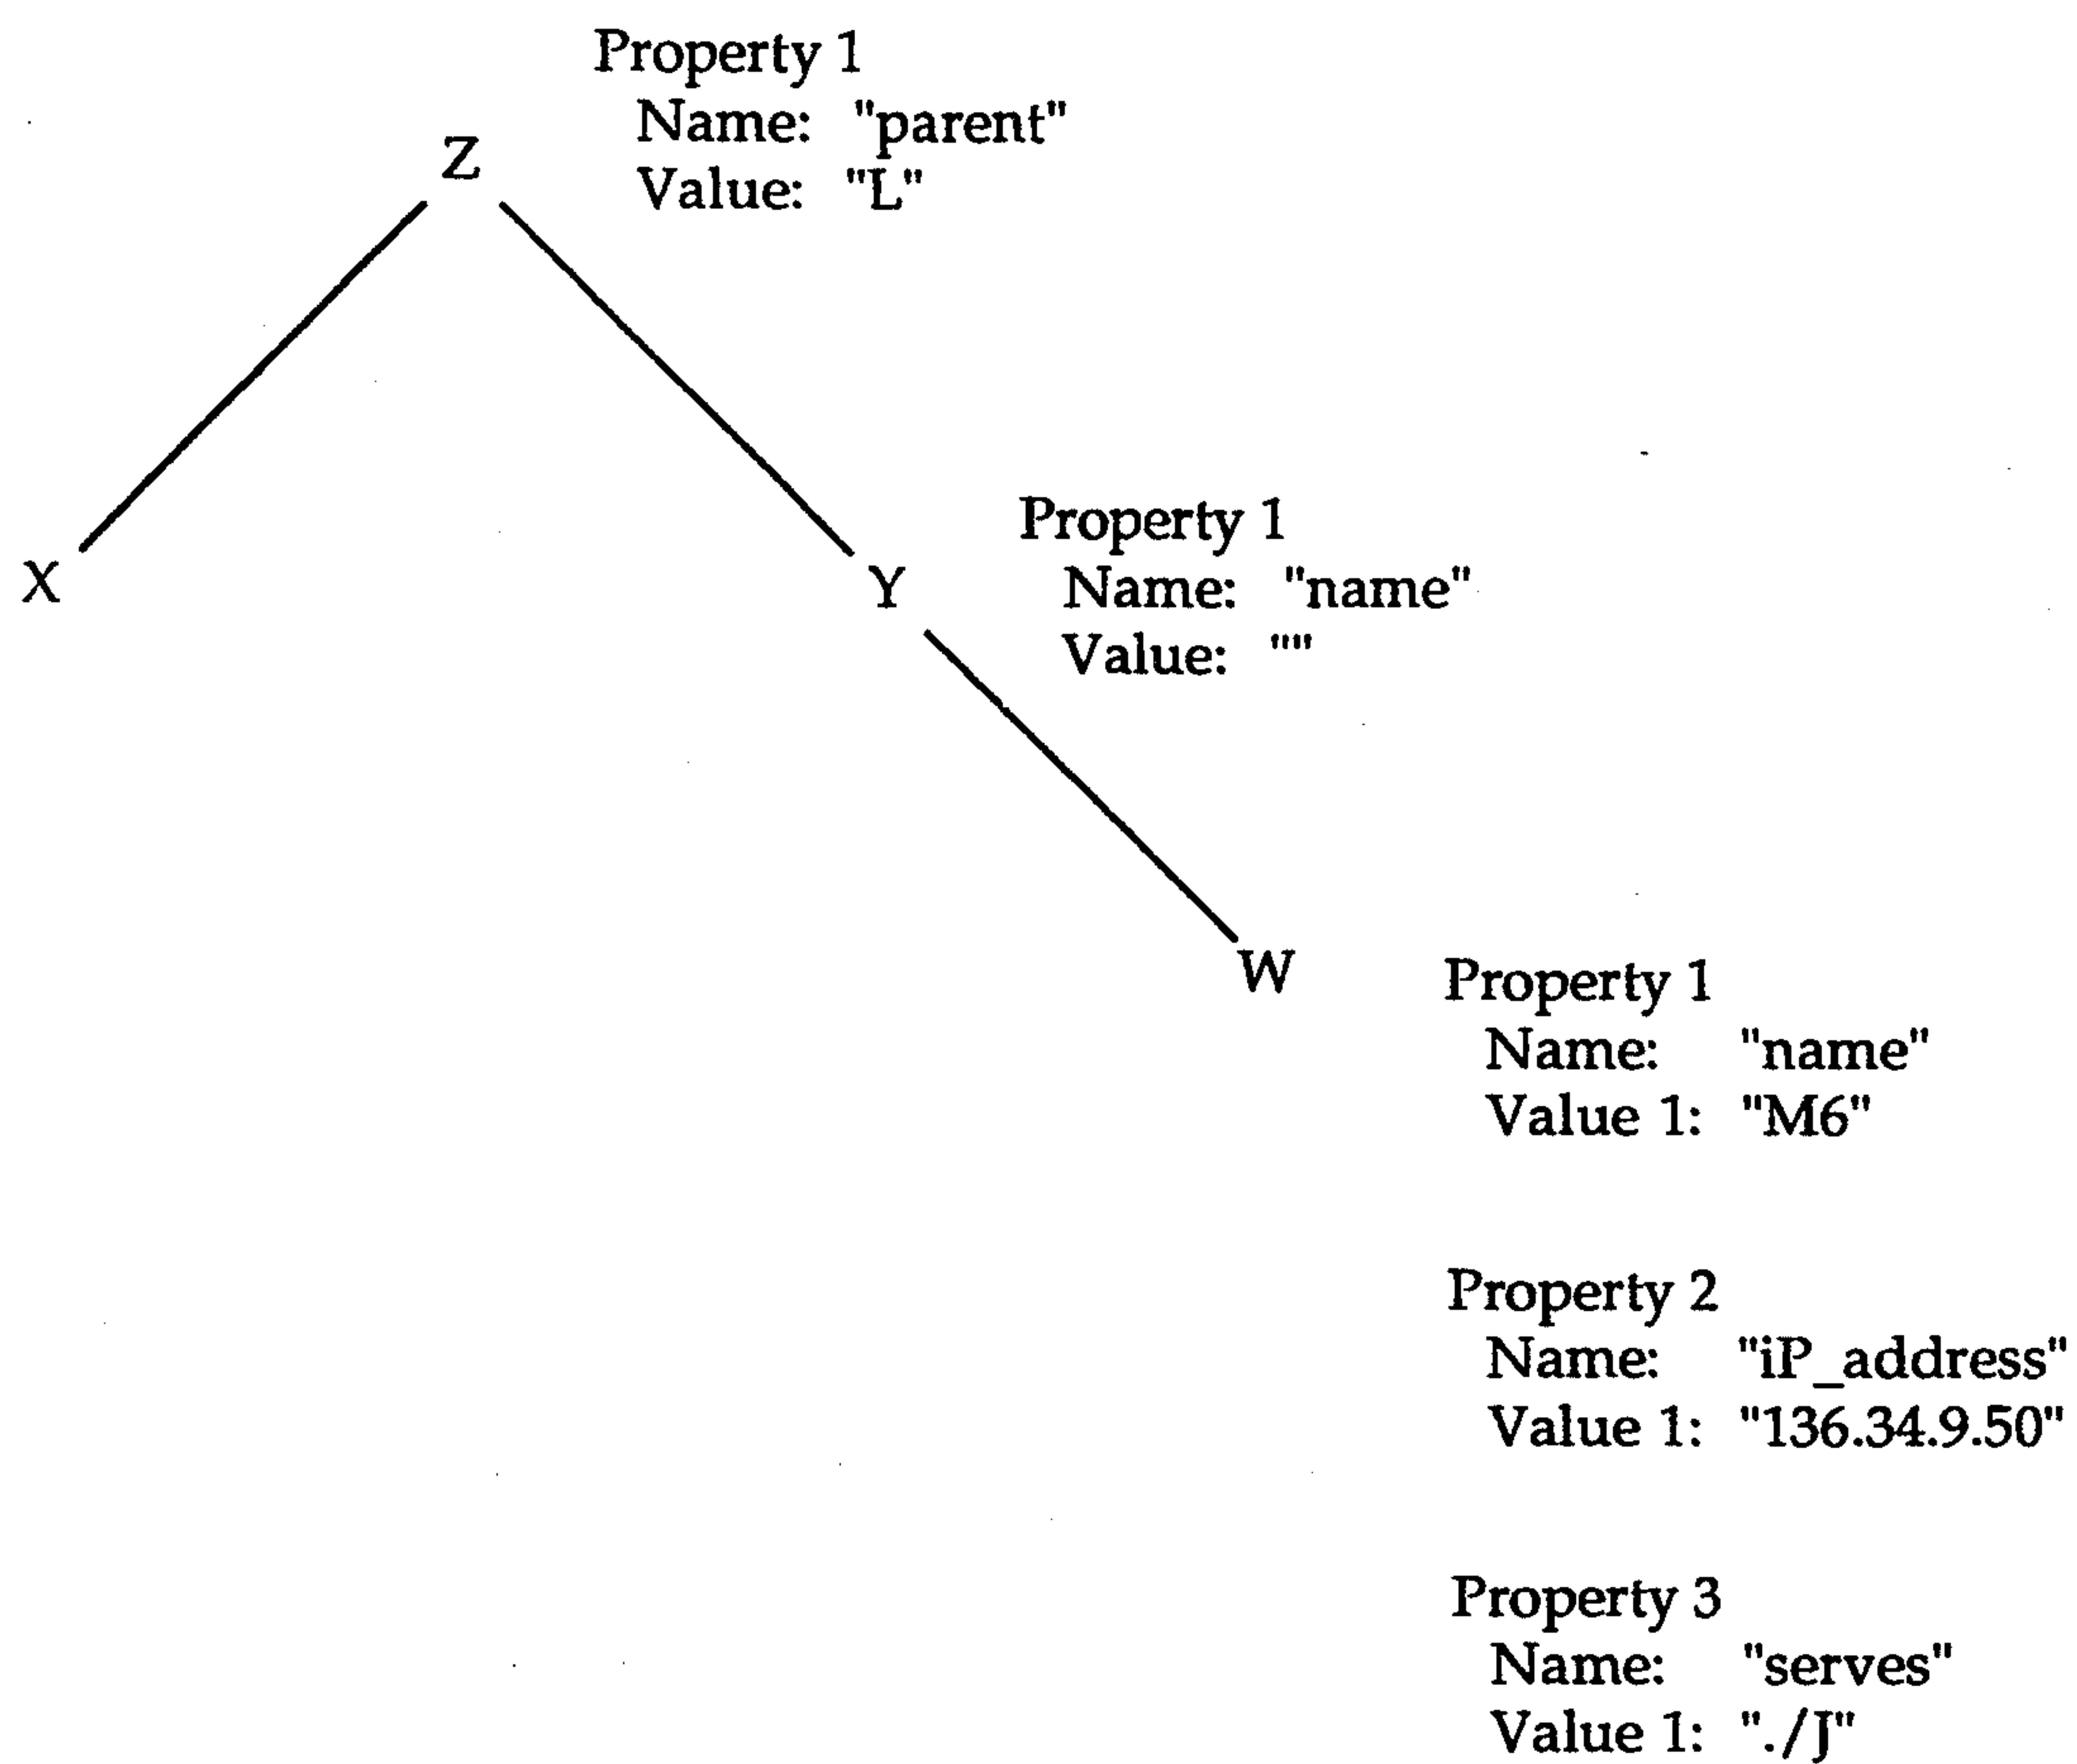 Property 1
Name: "parent"
Z
Value: "L"
X
Property 1
Y
Name: "name"
Value: ""
W
Property 1
Name: "name"
Value 1: "M6"
Property 2
Name: "iP_address"
Value 1: "136.34.9.50"
Property 3
Name: "serves"
Value 1: "./J"